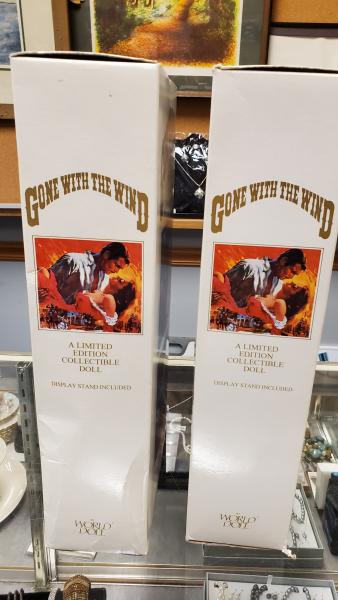 GONE WITH THE WIND
A LIMITED
EDITION
COLLECTIBLE
DOLL
DISPLAY STAND INCLUDED
WORLD
DOLL
GONE WITH THE WIND
A LIMITED
EDITION
COLLECTIBLE
DOLL
DISPLAY STAND INCLUDED
WORLD
DOLL